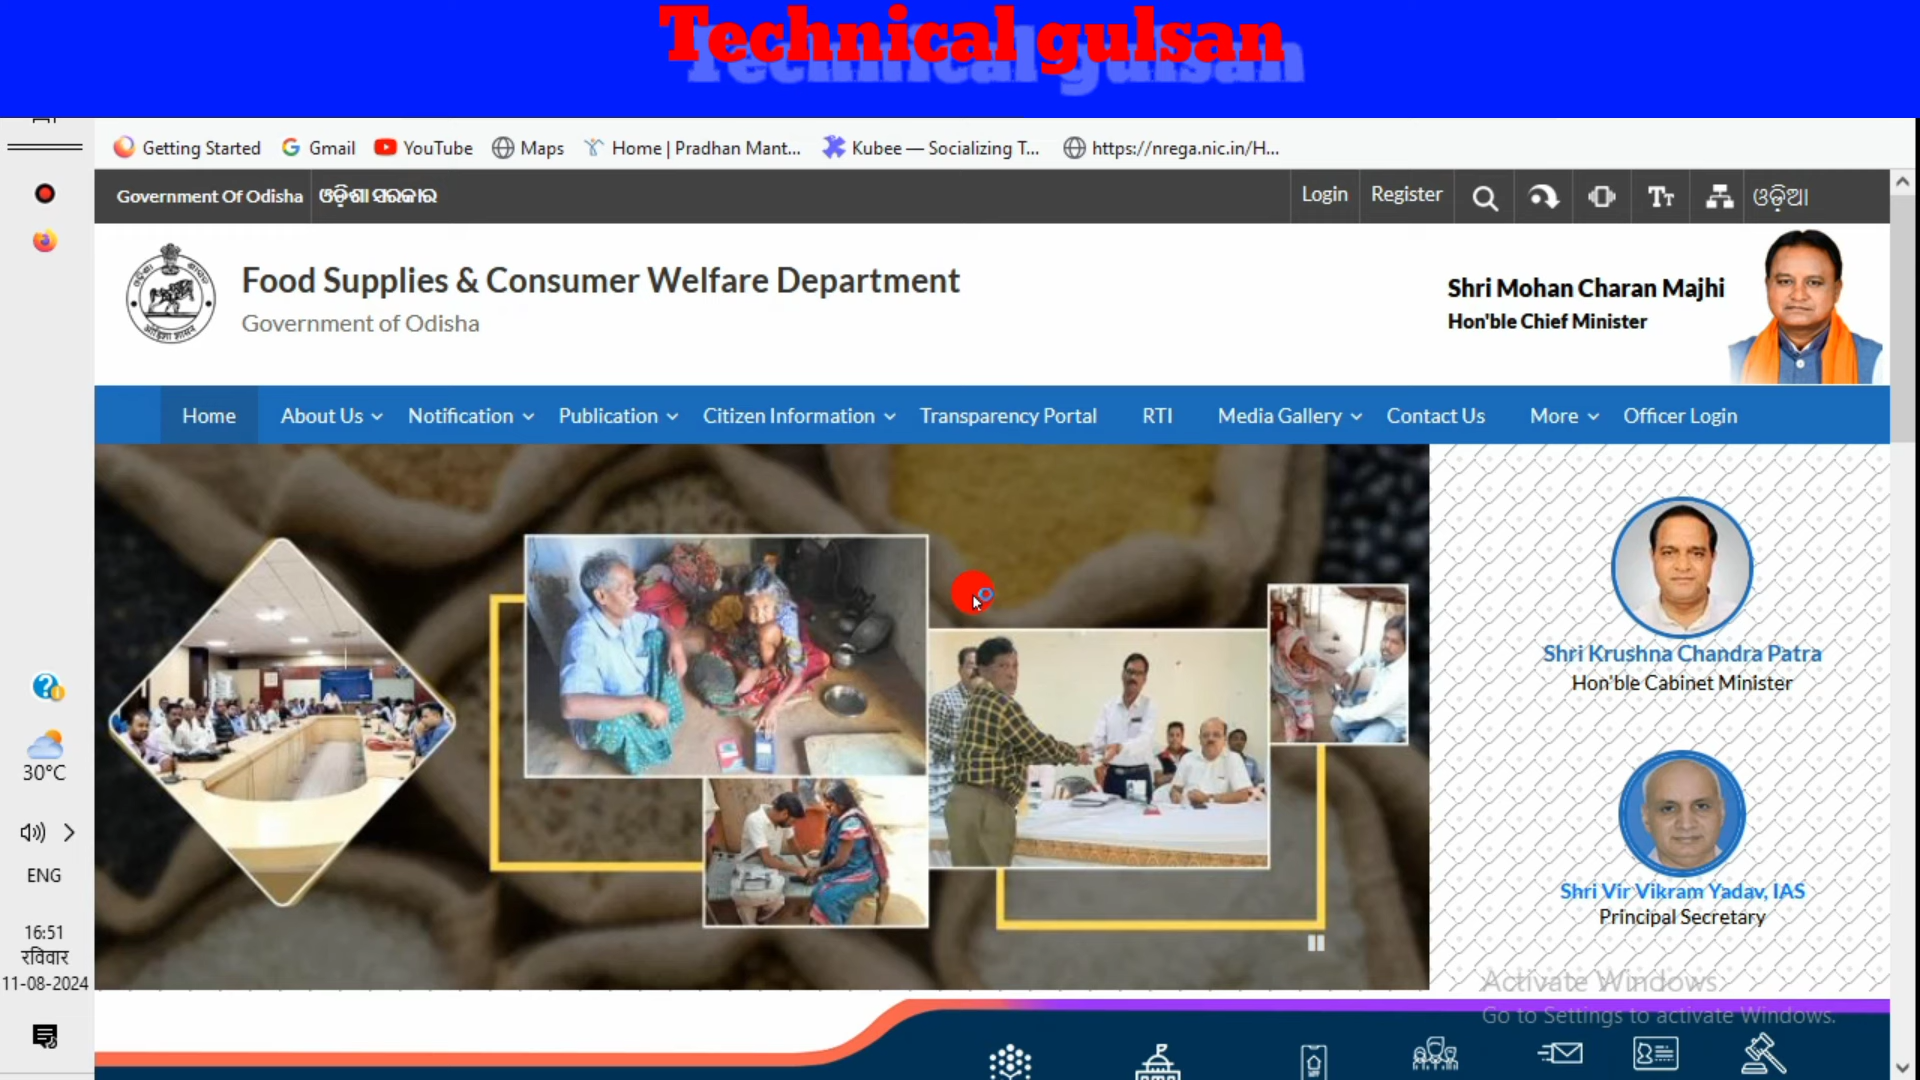 Technical gulsan
Getting Started
Gmail
YouTube
Maps
Home | Pradhan Mant...
Kubee — Socializing T...
https://nrega.nic.in/H...
Government Of Odisha
ଓଡ଼ିଶା ସରକାର
Login
Register
Tт
ଓଡ଼ିଆ
Food Supplies & Consumer Welfare Department
Government of Odisha
Shri Mohan Charan Majhi
Hon'ble Chief Minister
Home
About Us
Notification
Publication
Citizen Information
Transparency Portal
RTI
Media Gallery
Contact Us
More
Officer Login
Shri Krushna Chandra Patra
Hon'ble Cabinet Minister
Shri Vir Vikram Yadav, IAS
Principal Secretary
30°C
ENG
16:51
रविवार
11-08-2024
Activate Windows
Go to Settings to activate Windows.